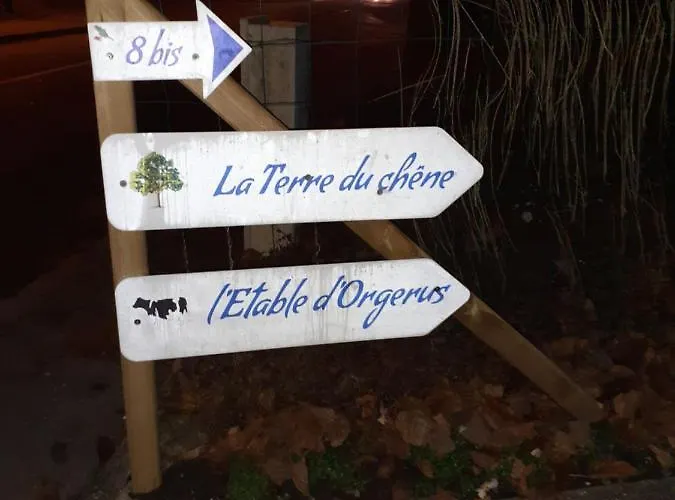 8 bis
La Terre du chêne
l'Etable d'Orgerus